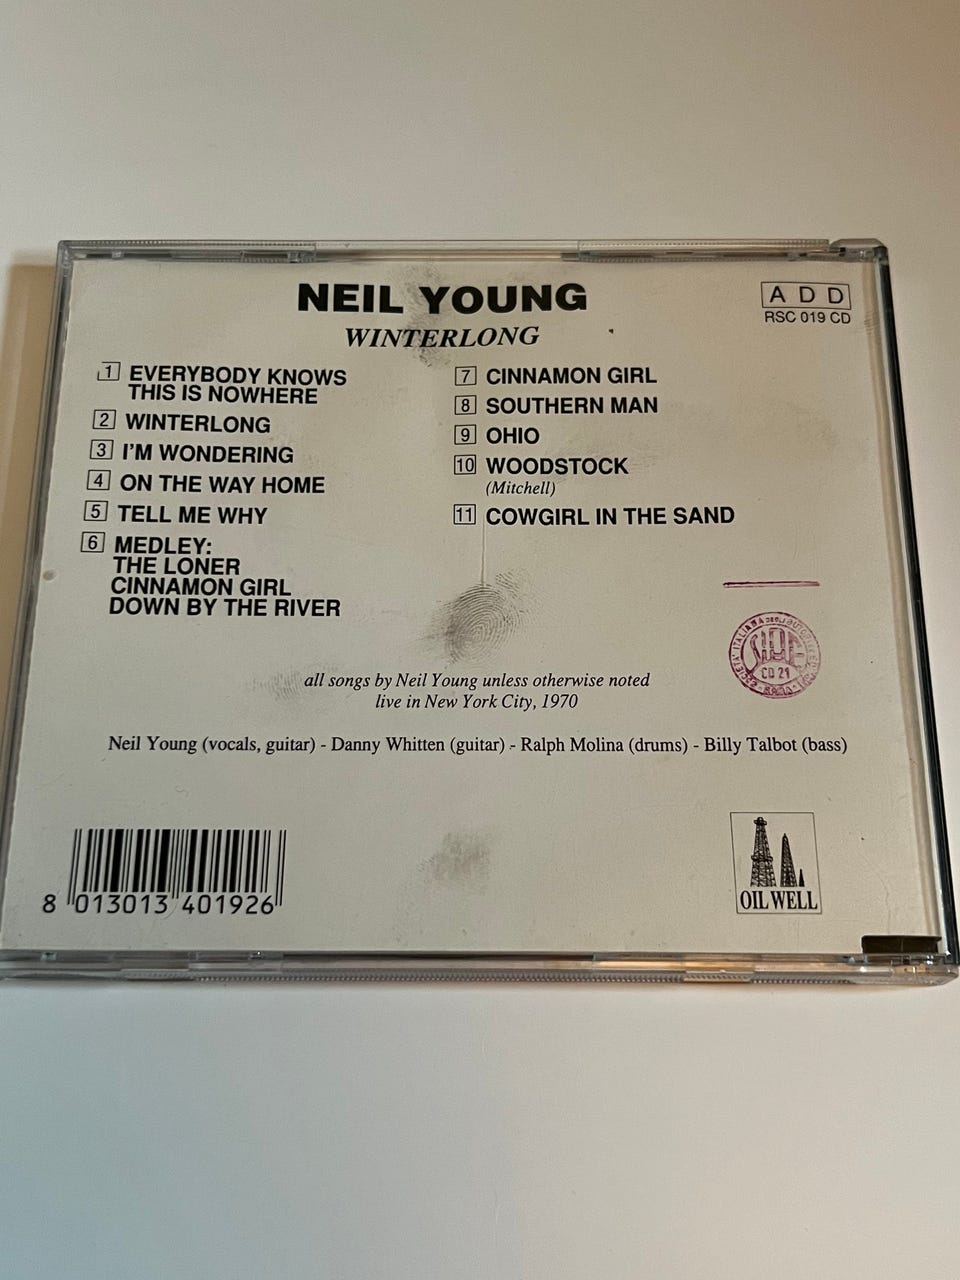 NEIL YOUNG
WINTERLONG
A D D
RSC 019 CD
1 EVERYBODY KNOWS
THIS IS NOWHERE
2 WINTERLONG
3 I'M WONDERING
4 ON THE WAY HOME
5 TELL ME WHY
6 MEDLEY:
THE LONER
CINNAMON GIRL
DOWN BY THE RIVER
7 CINNAMON GIRL
8 SOUTHERN MAN
9 OHIO
10 WOODSTOCK
(Mitchell)
11 COWGIRL IN THE SAND
SIAE
CD 21
all songs by Neil Young unless otherwise noted
live in New York City, 1970
Neil Young (vocals, guitar) - Danny Whitten (guitar) - Ralph Molina (drums) - Billy Talbot (bass)
8 013013 401926
OIL WELL